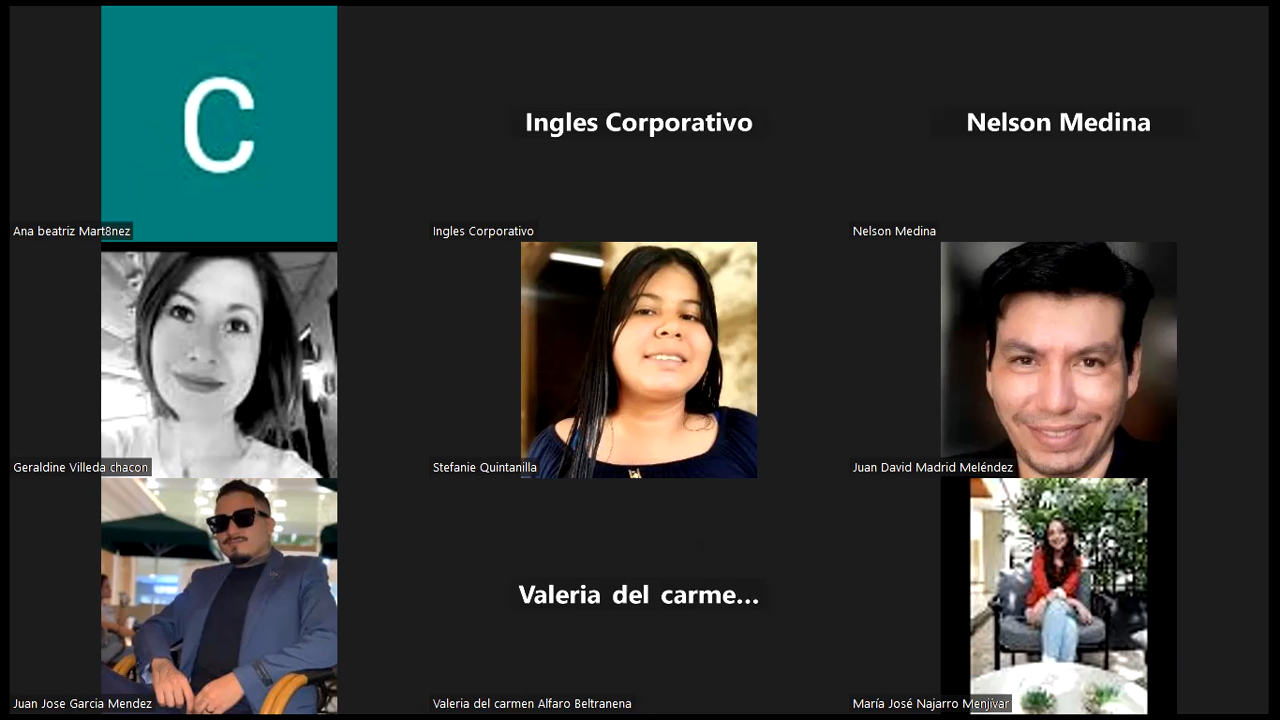 C
Ingles Corporativo
Nelson Medina
Ana beatriz Mart8nez
Ingles Corporativo
Nelson Medina
Geraldine Villeda chacon
Stefanie Quintanilla
Juan David Madrid Meléndez
Valeria del carme...
Juan Jose Garcia Mendez
Valeria del carmen Alfaro Beltranena
María José Najarro Menjívar